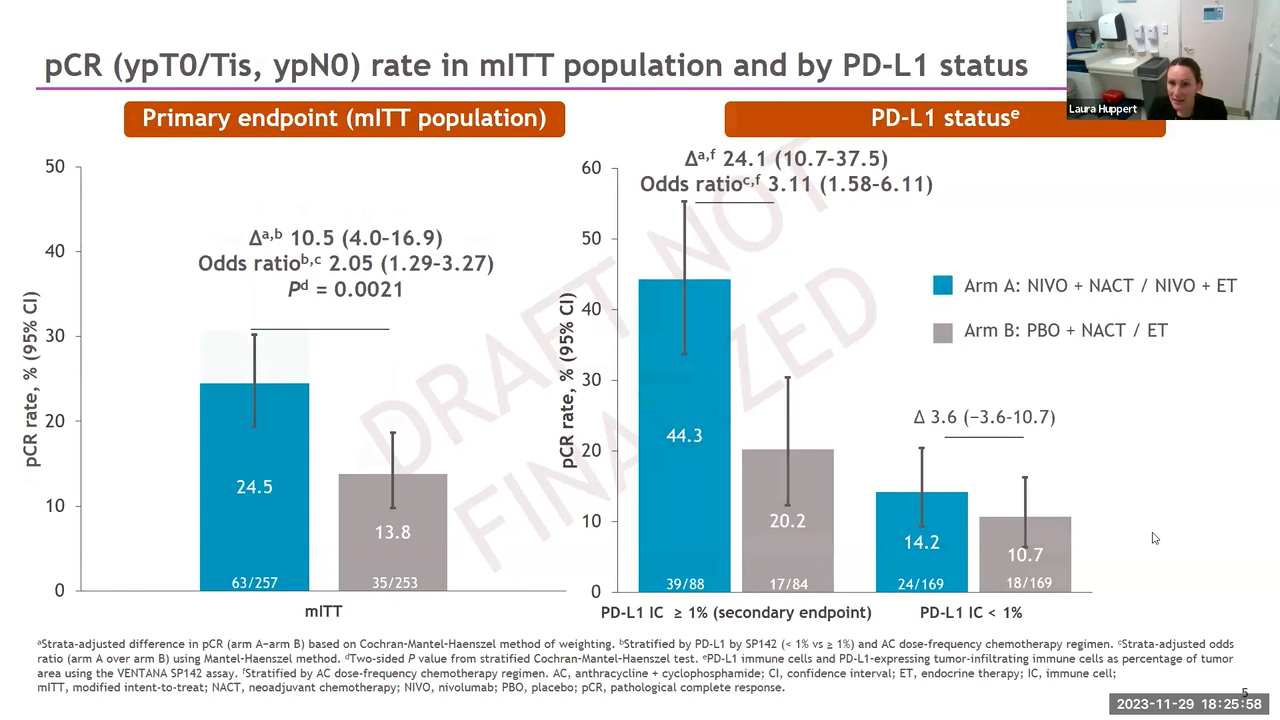 pCR (ypT0/Tis, ypN0) rate in mITT population and by PD-L1 status
Laura Huppert
Primary endpoint (mITT population)
PD-L1 statusᵉ
50
40
30
20
10
0
pCR rate, % (95% CI)
Δᵃ,ᵇ 10.5 (4.0–16.9)
Odds ratioᵇ,ᶜ 2.05 (1.29–3.27)
Pᵈ = 0.0021
24.5
63/257
13.8
35/253
mITT
60
50
40
30
20
10
0
pCR rate, % (95% CI)
Δᵃ,ᶠ 24.1 (10.7–37.5)
Odds ratioᶜ,ᶠ 3.11 (1.58–6.11)
44.3
39/88
20.2
17/84
PD-L1 IC ≥ 1% (secondary endpoint)
Δ 3.6 (−3.6–10.7)
14.2
24/169
10.7
18/169
PD-L1 IC < 1%
Arm A: NIVO + NACT / NIVO + ET
Arm B: PBO + NACT / ET
DRAFT NOT
FINALIZED
ᵃStrata-adjusted difference in pCR (arm A–arm B) based on Cochran-Mantel-Haenszel method of weighting. ᵇStratified by PD-L1 by SP142 (< 1% vs ≥ 1%) and AC dose-frequency chemotherapy regimen. ᶜStrata-adjusted odds
ratio (arm A over arm B) using Mantel-Haenszel method. ᵈTwo-sided P value from stratified Cochran-Mantel-Haenszel test. ᵉPD-L1 immune cells and PD-L1-expressing tumor-infiltrating immune cells as percentage of tumor
area using the VENTANA SP142 assay. ᶠStratified by AC dose-frequency chemotherapy regimen. AC, anthracycline + cyclophosphamide; CI, confidence interval; ET, endocrine therapy; IC, immune cell;
mITT, modified intent-to-treat; NACT, neoadjuvant chemotherapy; NIVO, nivolumab; PBO, placebo; pCR, pathological complete response.
5
2023-11-29 18:25:58